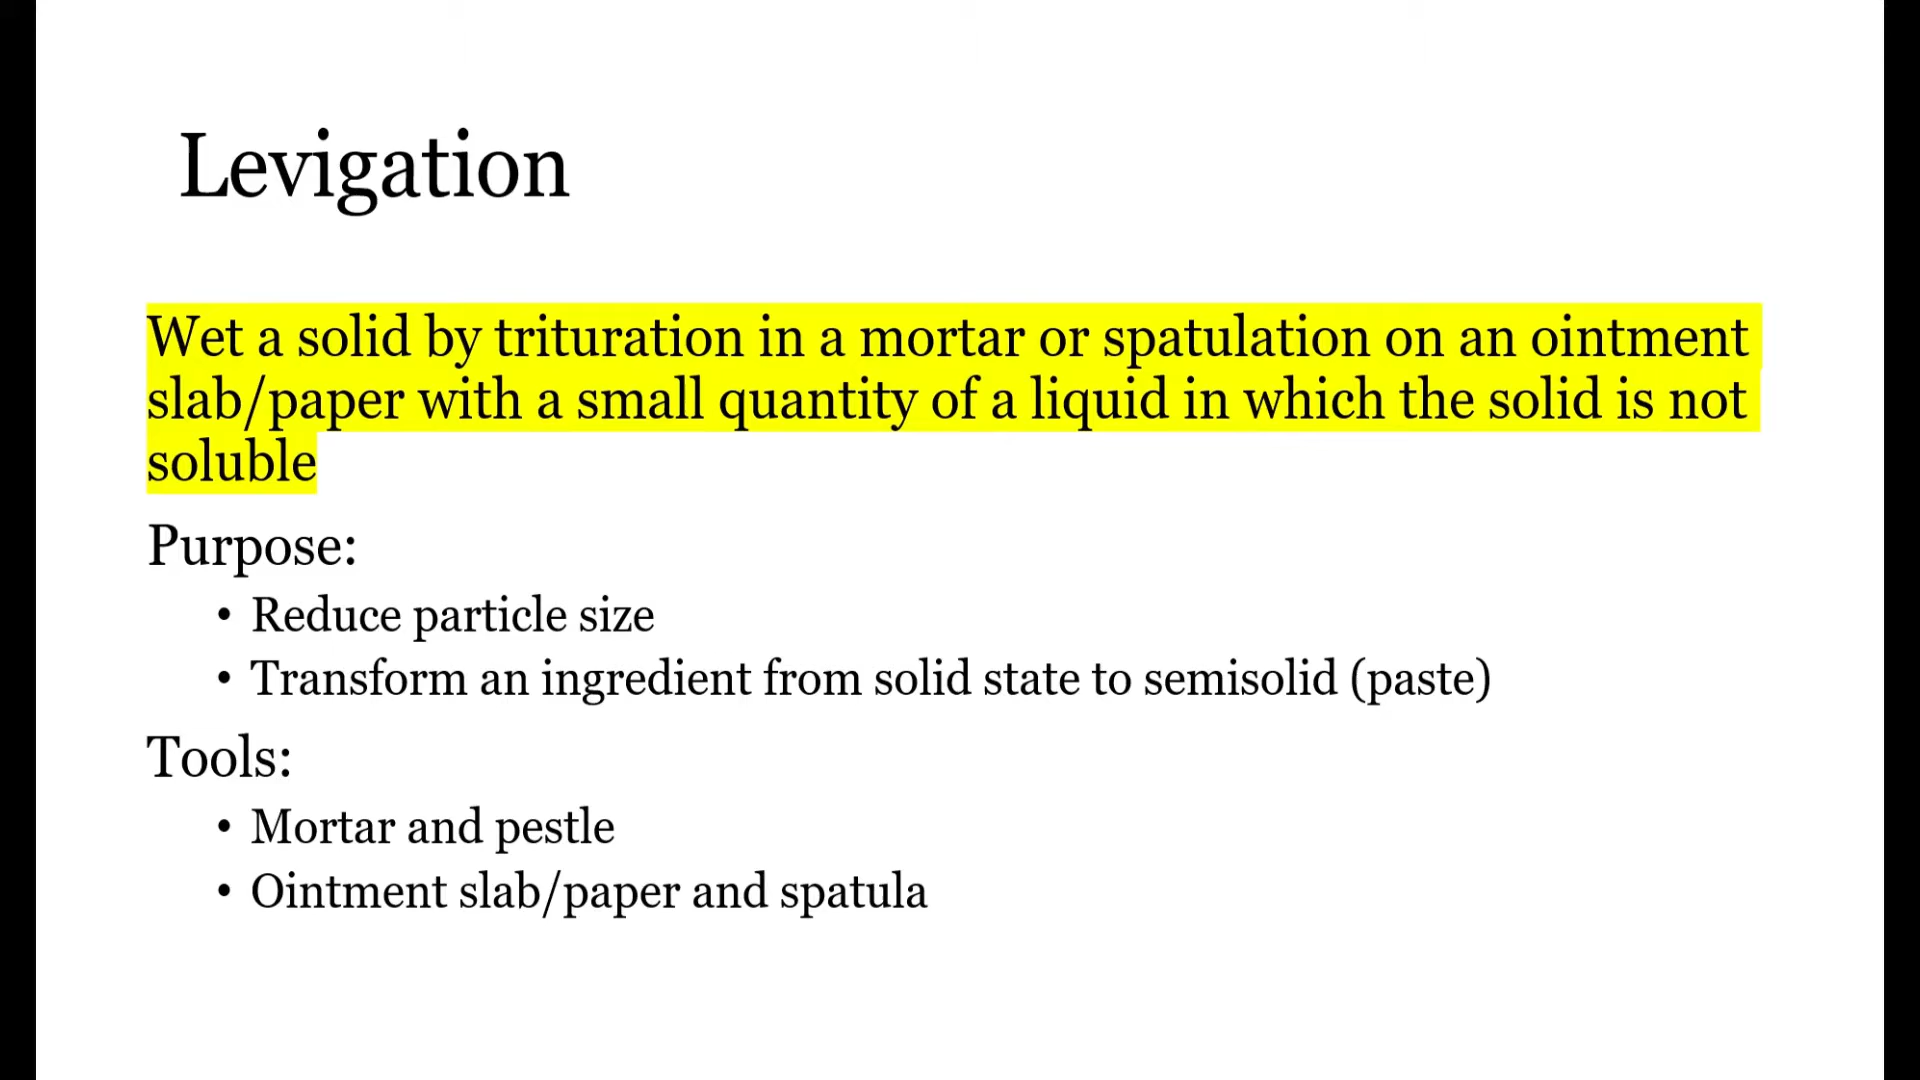 Levigation
Wet a solid by trituration in a mortar or spatulation on an ointment
slab/paper with a small quantity of a liquid in which the solid is not
soluble
Purpose:
• Reduce particle size
• Transform an ingredient from solid state to semisolid (paste)
Tools:
• Mortar and pestle
• Ointment slab/paper and spatula